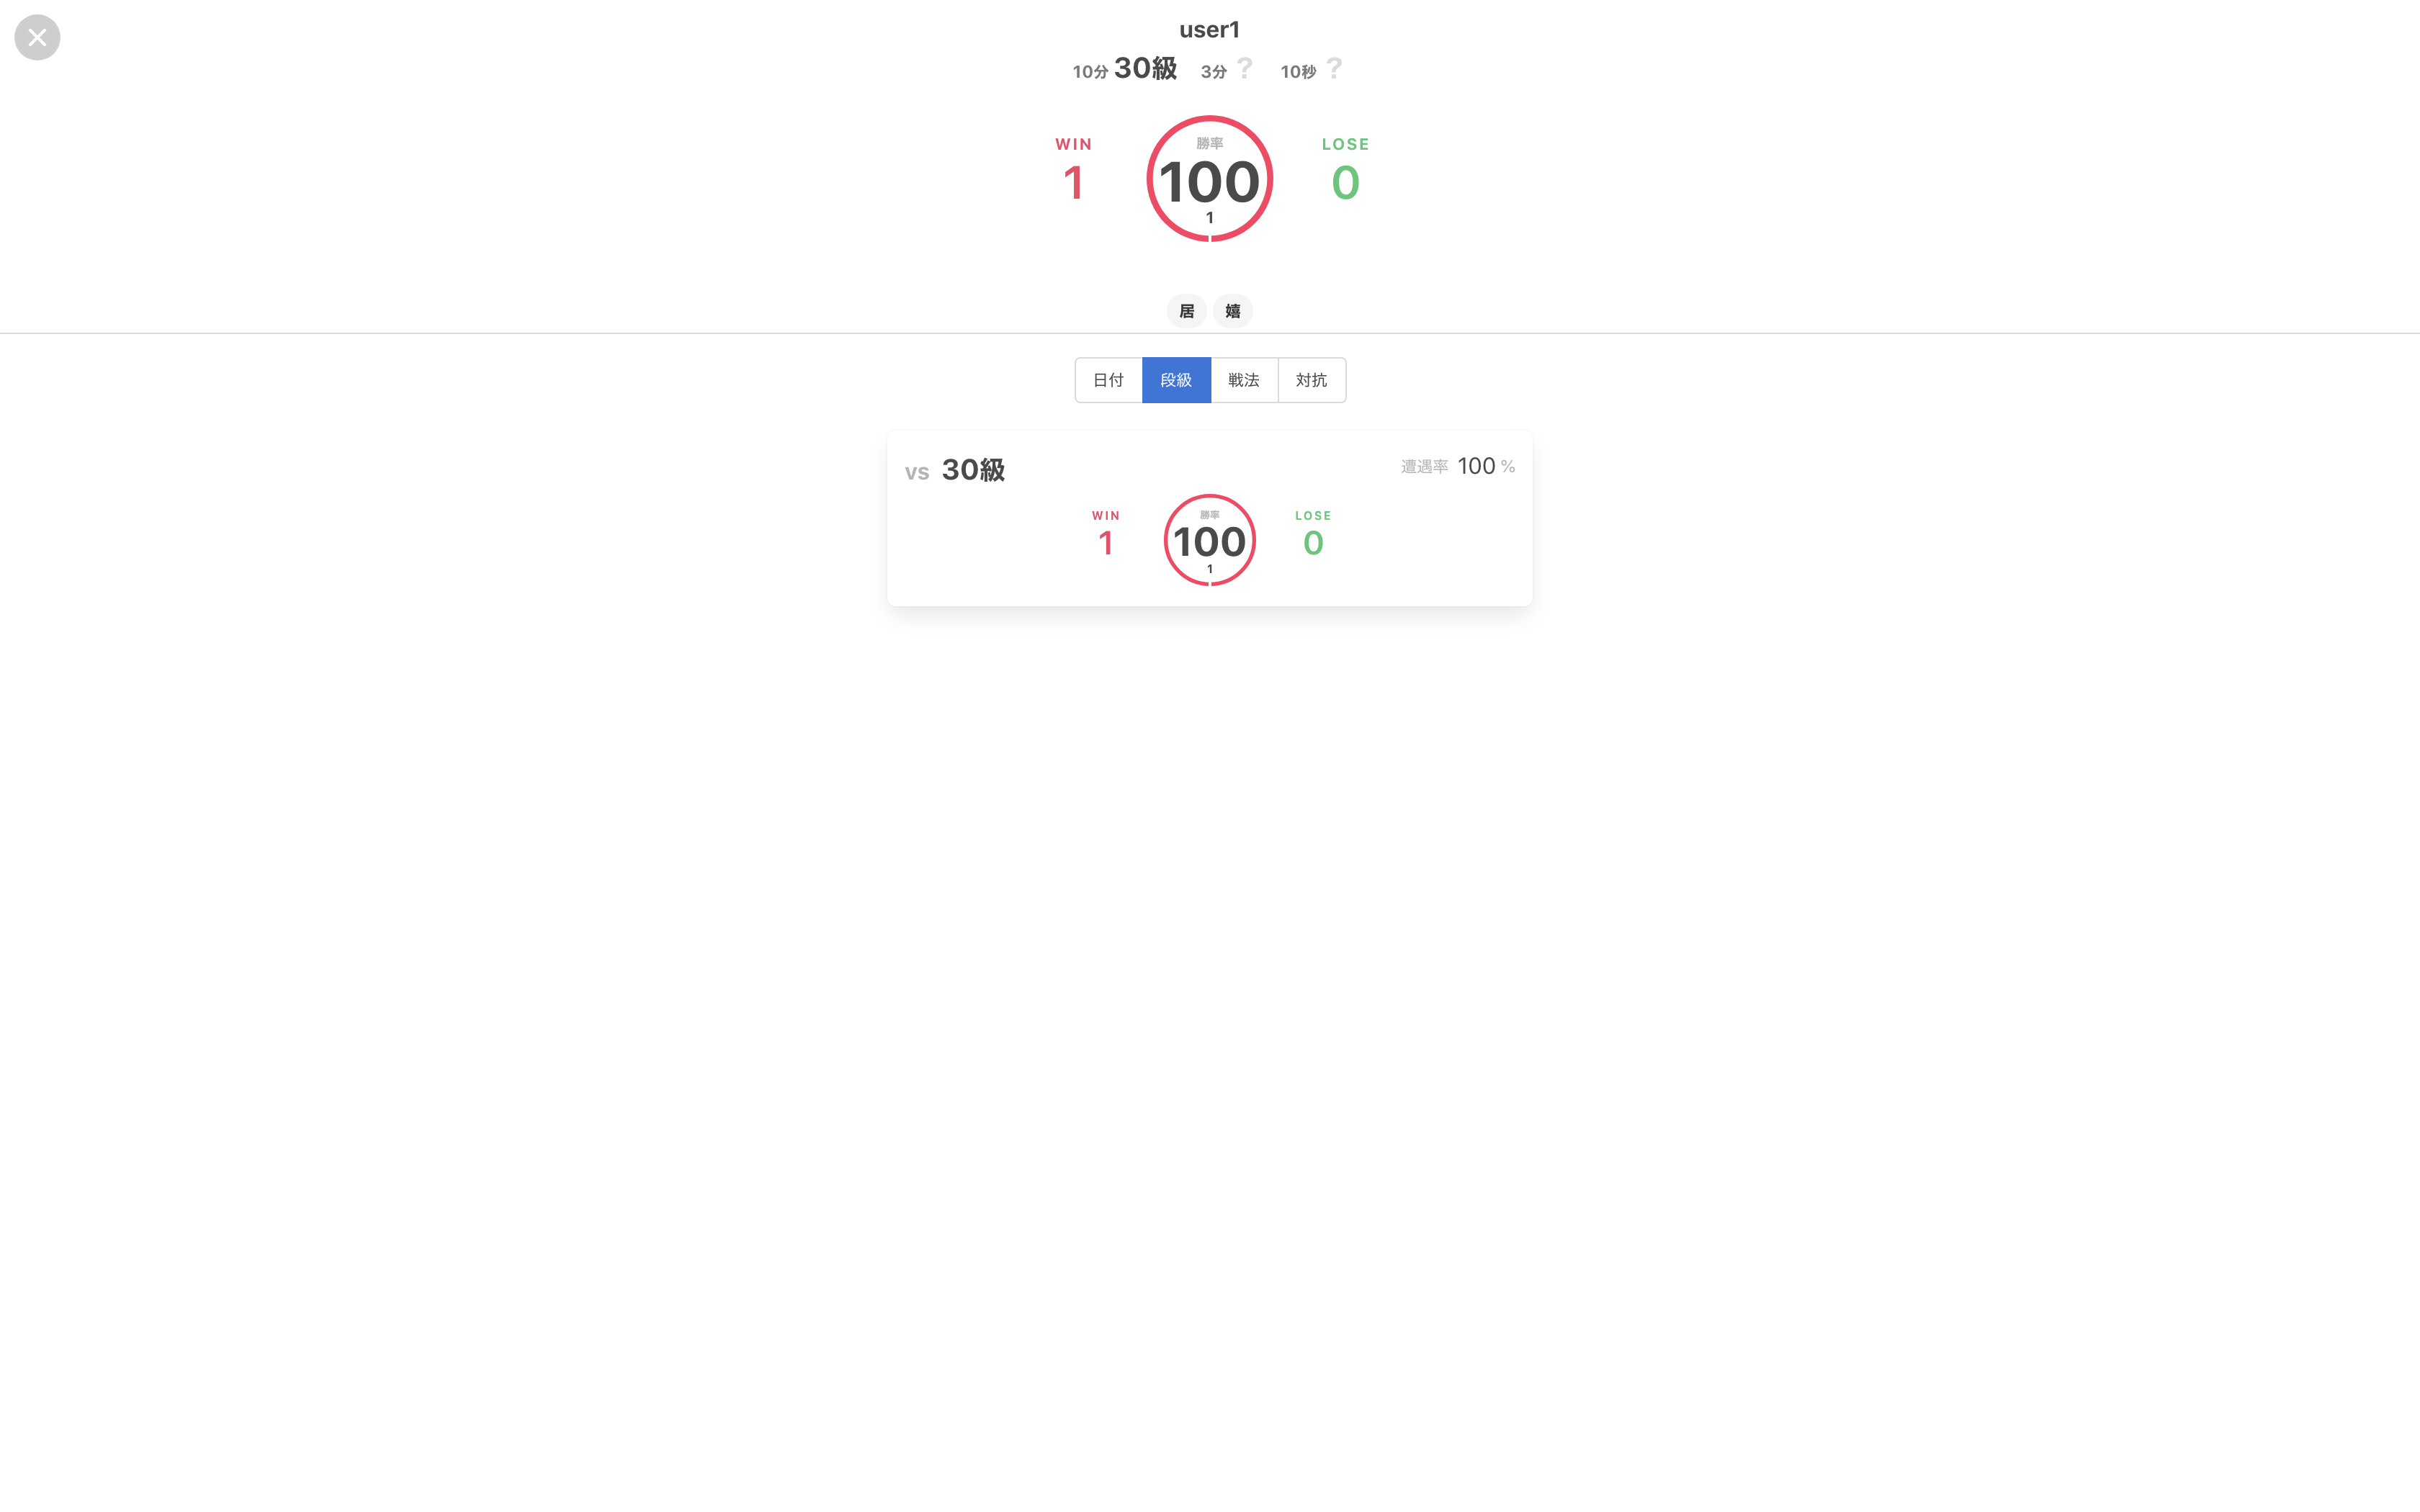 user1
10分 30級 3分 ? 10秒 ?
WIN 勝率 LOSE
1 100 0
1
居 嬉
日付 段級 戦法 対抗
vs 30級 遭遇率 100 %
WIN 勝率 LOSE
1 100 0
1